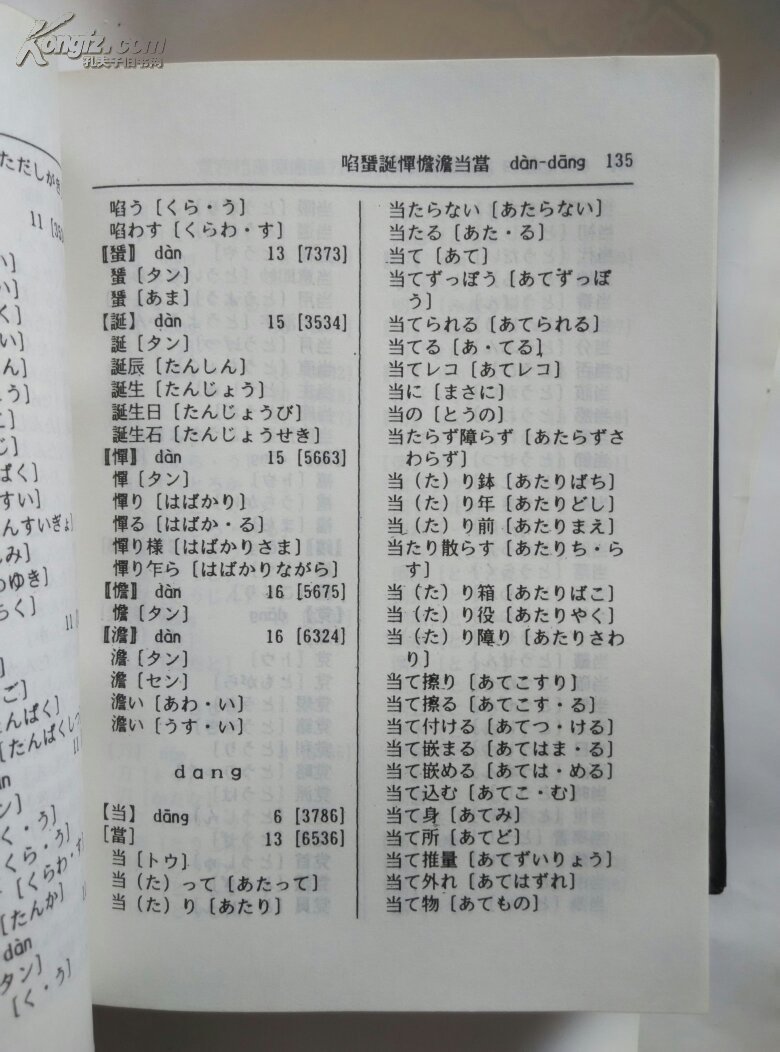 Kongfz.com
孔夫子旧书网
啗蜑誕憚憺澹当當 dàn-dāng 135
啗う［くら・う］
啗わす［くらわ・す］
〖蜑〗 dàn 13 [7373]
蜑［タン］
蜑［あま］
【誕】 dàn 15 [3534]
誕［タン］
誕辰［たんしん］
誕生［たんじょう］
誕生日［たんじょうび］
誕生石［たんじょうせき］
〖憚〗 dàn 15 [5663]
憚［タン］
憚り［はばかり］
憚る［はばか・る］
憚り様［はばかりさま］
憚り乍ら［はばかりながら］
〖憺〗 dàn 16 [5675]
憺［タン］
〖澹〗 dàn 16 [6324]
澹［タン］
澹［セン］
澹い［あわ・い］
澹い［うす・い］
dang
【当】 dāng 6 [3786]
［當］ 13 [6536]
当［トウ］
当（た）って［あたって］
当（た）り［あたり］
当たらない［あたらない］
当たる［あた・る］
当て［あて］
当てずっぽう［あてずっぽ
う］
当てられる［あてられる］
当てる［あ・てる］
当てレコ［あてレコ］
当に［まさに］
当の［とうの］
当たらず障らず［あたらずさ
わらず］
当（た）り鉢［あたりばち］
当（た）り年［あたりどし］
当（た）り前［あたりまえ］
当たり散らす［あたりち・ら
す］
当（た）り箱［あたりばこ］
当（た）り役［あたりやく］
当（た）り障り［あたりさわ
り］
当て擦り［あてこすり］
当て擦る［あてこす・る］
当て付ける［あてつ・ける］
当て嵌まる［あてはま・る］
当て嵌める［あては・める］
当て込む［あてこ・む］
当て身［あてみ］
当て所［あてど］
当て推量［あてずいりょう］
当て外れ［あてはずれ］
当て物［あてもの］